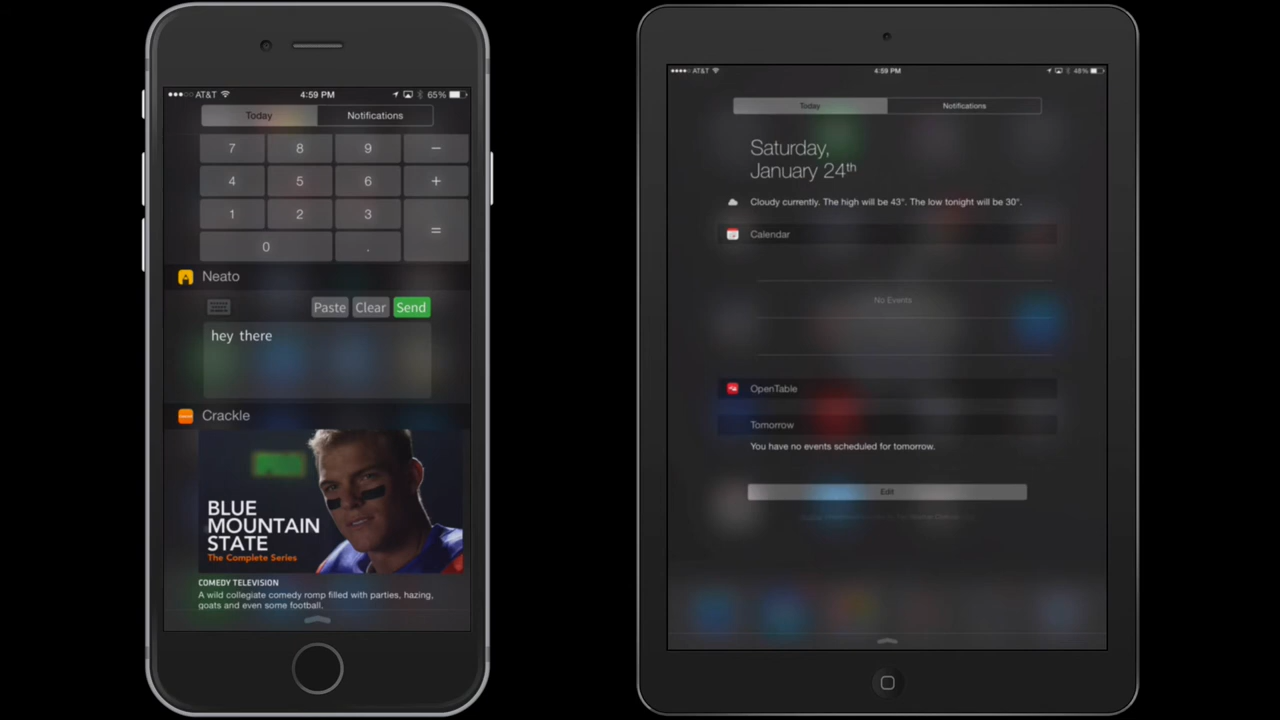 AT&T 4:59 PM 65%
Today Notifications
7 8 9 −
4 5 6 +
1 2 3
=
0 .
Neato
Paste Clear Send
hey there
Crackle
BLUE
MOUNTAIN
STATE
The Complete Series
COMEDY TELEVISION
A wild collegiate comedy romp filled with parties, hazing,
goats and even some football.
AT&T 4:59 PM 48%
Today Notifications
Saturday,
January 24th
Cloudy currently. The high will be 43°. The low tonight will be 30°.
Calendar
No Events
OpenTable
Tomorrow
You have no events scheduled for tomorrow.
Edit